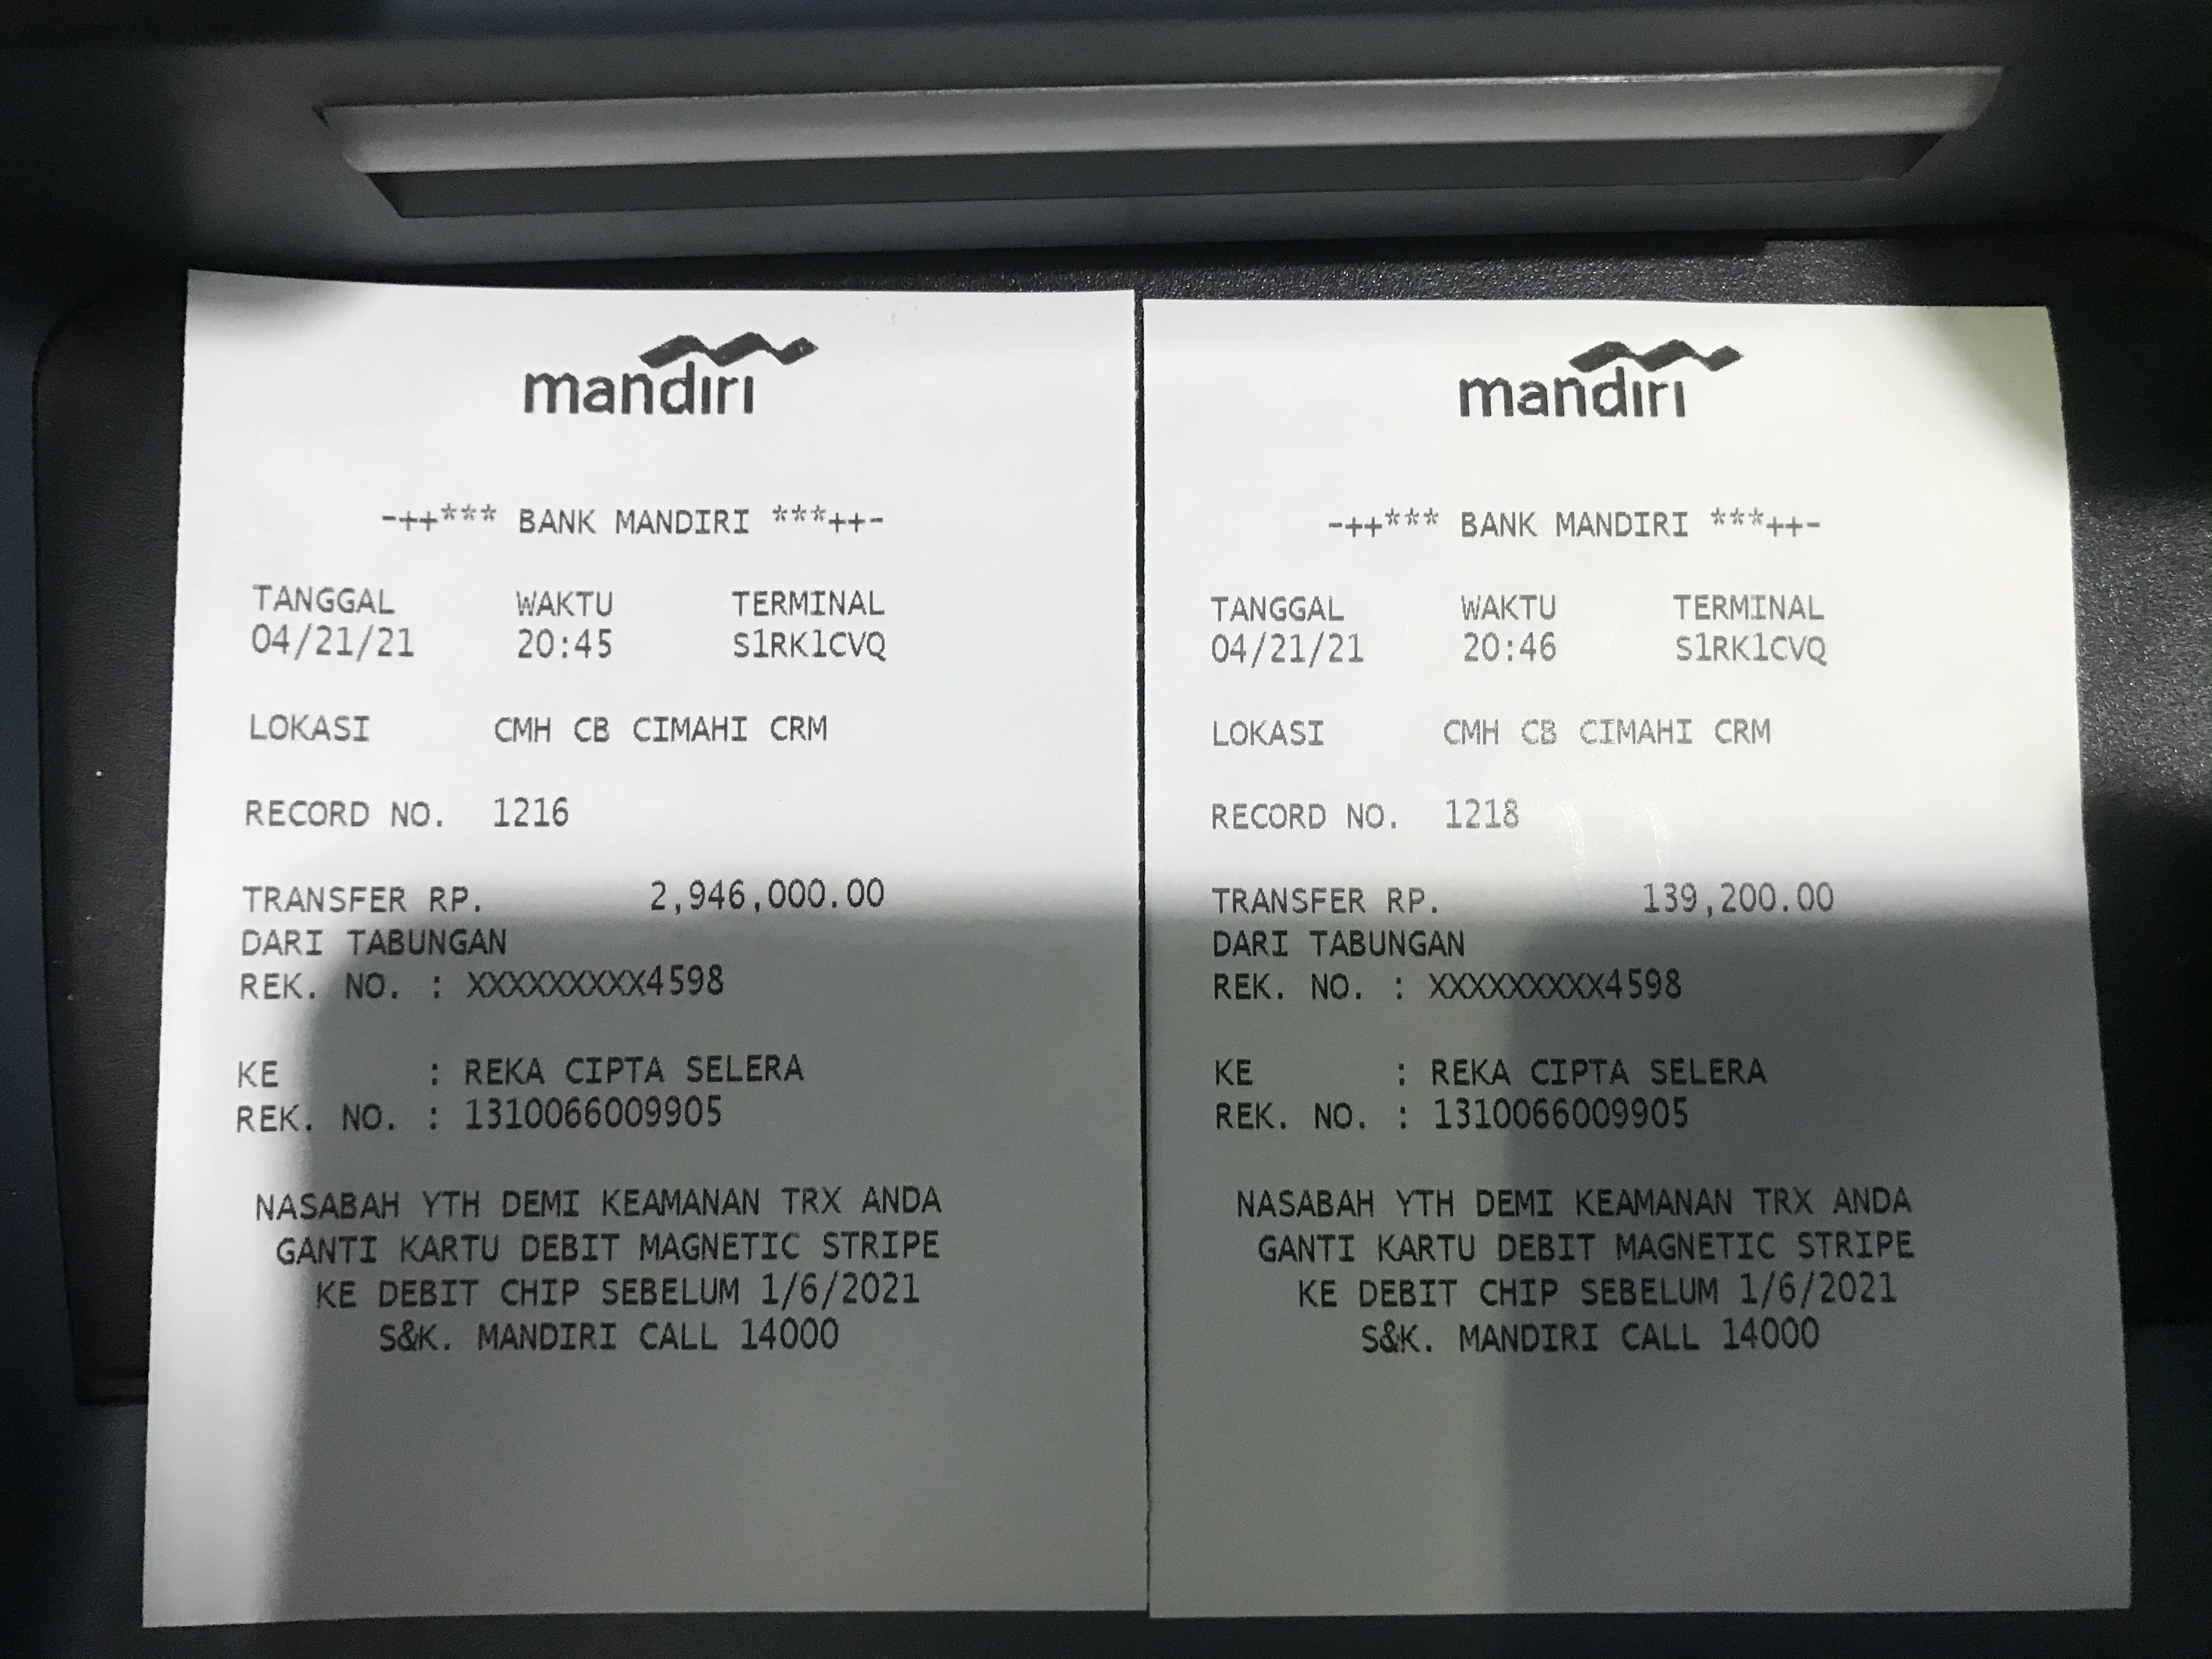 mandiri
-++*** BANK MANDIRI ***++-
TANGGAL WAKTU TERMINAL
04/21/21 20:45 S1RK1CVQ
LOKASI CMH CB CIMAHI CRM
RECORD NO. 1216
TRANSFER RP. 2,946,000.00
DARI TABUNGAN
REK. NO. : XXXXXXXXX4598
KE : REKA CIPTA SELERA
REK. NO. : 1310066009905
NASABAH YTH DEMI KEAMANAN TRX ANDA
GANTI KARTU DEBIT MAGNETIC STRIPE
KE DEBIT CHIP SEBELUM 1/6/2021
S&K. MANDIRI CALL 14000
mandiri
-++*** BANK MANDIRI ***++-
TANGGAL WAKTU TERMINAL
04/21/21 20:46 S1RK1CVQ
LOKASI CMH CB CIMAHI CRM
RECORD NO. 1218
TRANSFER RP. 139,200.00
DARI TABUNGAN
REK. NO. : XXXXXXXXX4598
KE : REKA CIPTA SELERA
REK. NO. : 1310066009905
NASABAH YTH DEMI KEAMANAN TRX ANDA
GANTI KARTU DEBIT MAGNETIC STRIPE
KE DEBIT CHIP SEBELUM 1/6/2021
S&K. MANDIRI CALL 14000